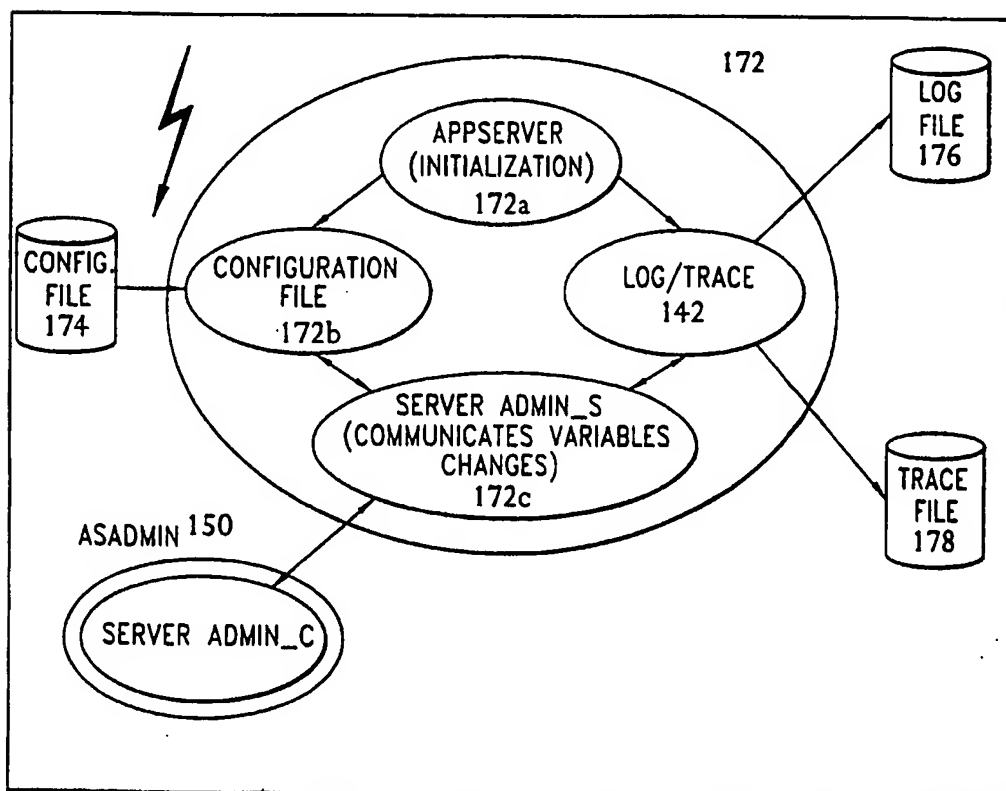 172
LOG
FILE
176
APPSERVER
(INITIALIZATION)
172a
CONFIG.
FILE
174
CONFIGURATION
FILE
172b
LOG/TRACE
142
SERVER ADMIN_S
(COMMUNICATES VARIABLES
CHANGES)
172c
TRACE
FILE
178
ASADMIN 150
SERVER ADMIN_C